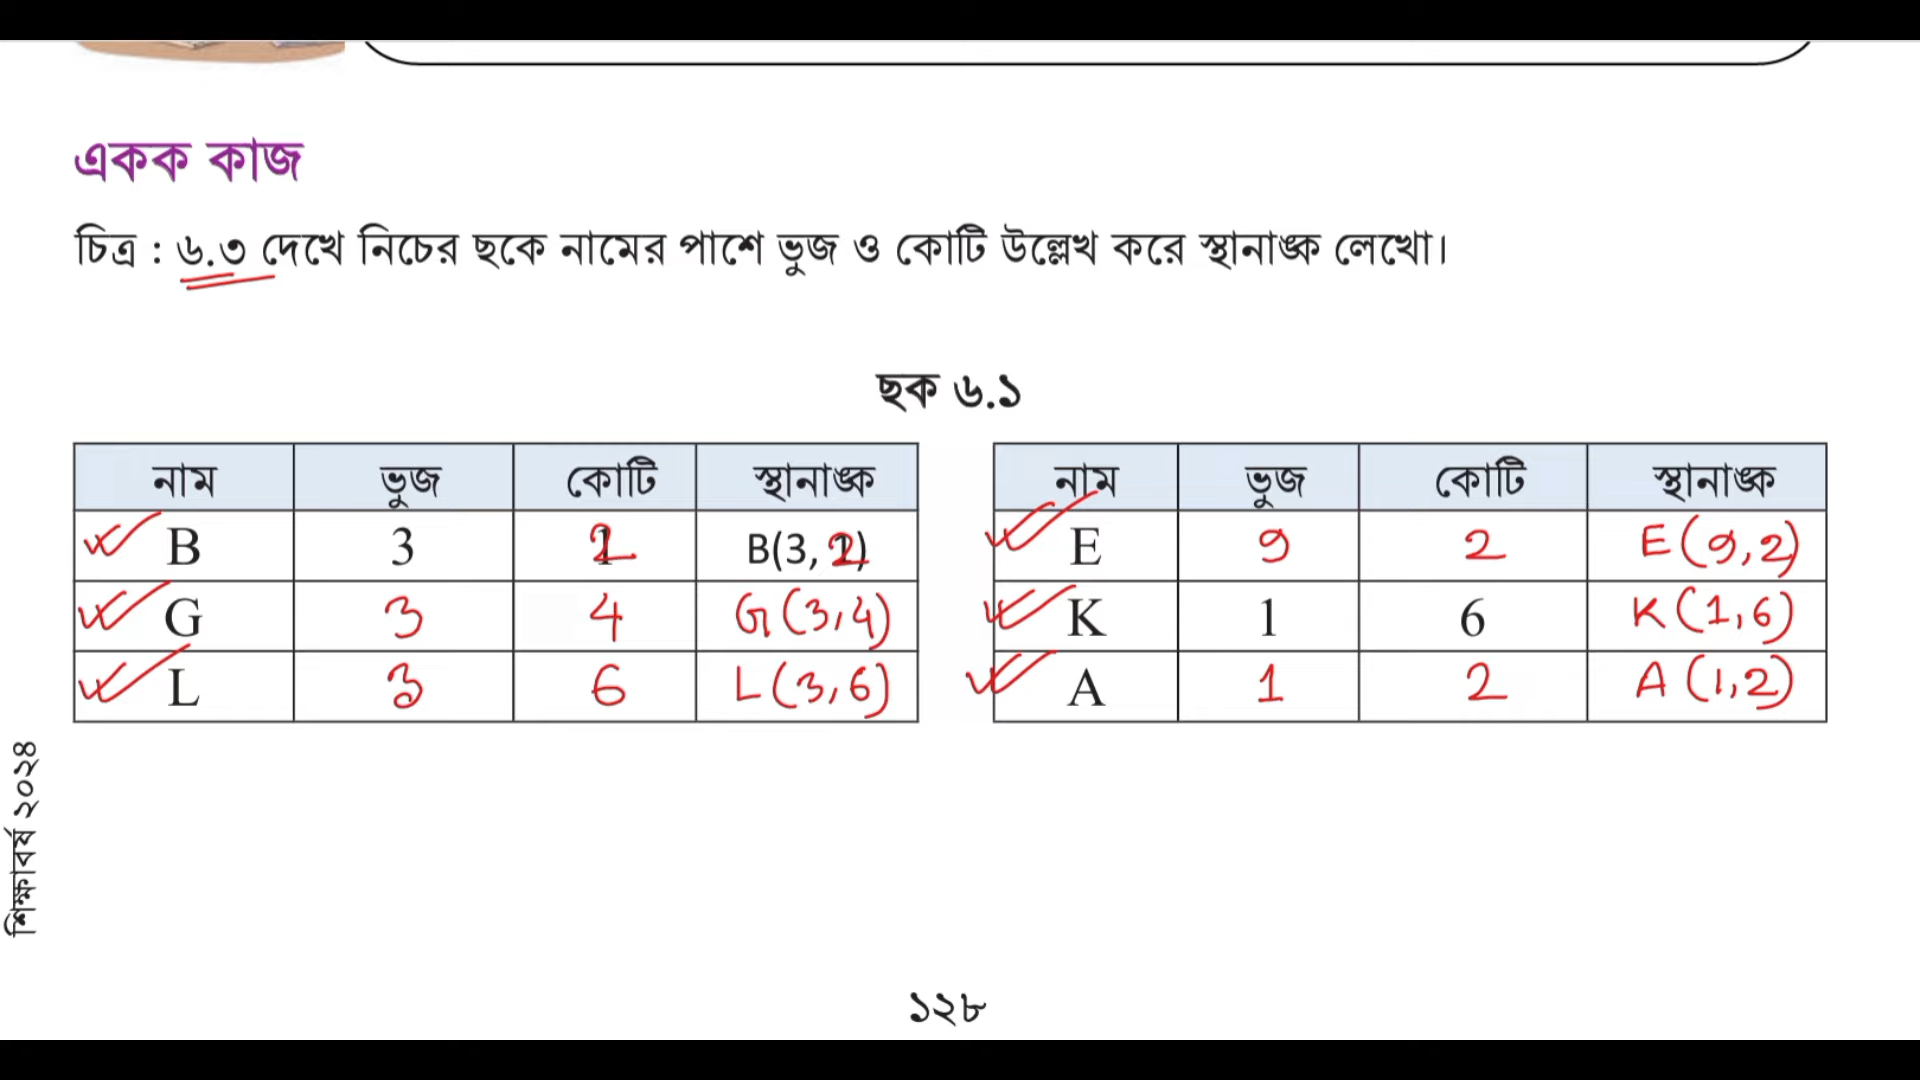 একক কাজ
চিত্র : ৬.৩ দেখে নিচের ছকে নামের পাশে ভুজ ও কোটি উল্লেখ করে স্থানাঙ্ক লেখো।
ছক ৬.১
নাম ভুজ কোটি স্থানাঙ্ক
B 3 2 B(3, 2)
G 3 4 G(3,4)
L 3 6 L(3,6)
নাম ভুজ কোটি স্থানাঙ্ক
E 9 2 E(9,2)
K 1 6 K(1,6)
A 1 2 A(1,2)
শিক্ষাবর্ষ ২০২৪
১২৮